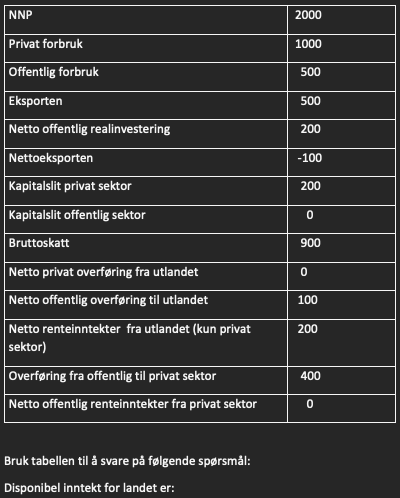 NNP 2000
Privat forbruk 1000
Offentlig forbruk 500
Eksporten 500
Netto offentlig realinvestering 200
Nettoeksporten -100
Kapitalslit privat sektor 200
Kapitalslit offentlig sektor 0
Bruttoskatt 900
Netto privat overføring fra utlandet 0
Netto offentlig overføring til utlandet 100
Netto renteinntekter fra utlandet (kun privat 200
sektor)
Overføring fra offentlig til privat sektor 400
Netto offentlig renteinntekter fra privat sektor 0
Bruk tabellen til å svare på følgende spørsmål:
Disponibel inntekt for landet er: